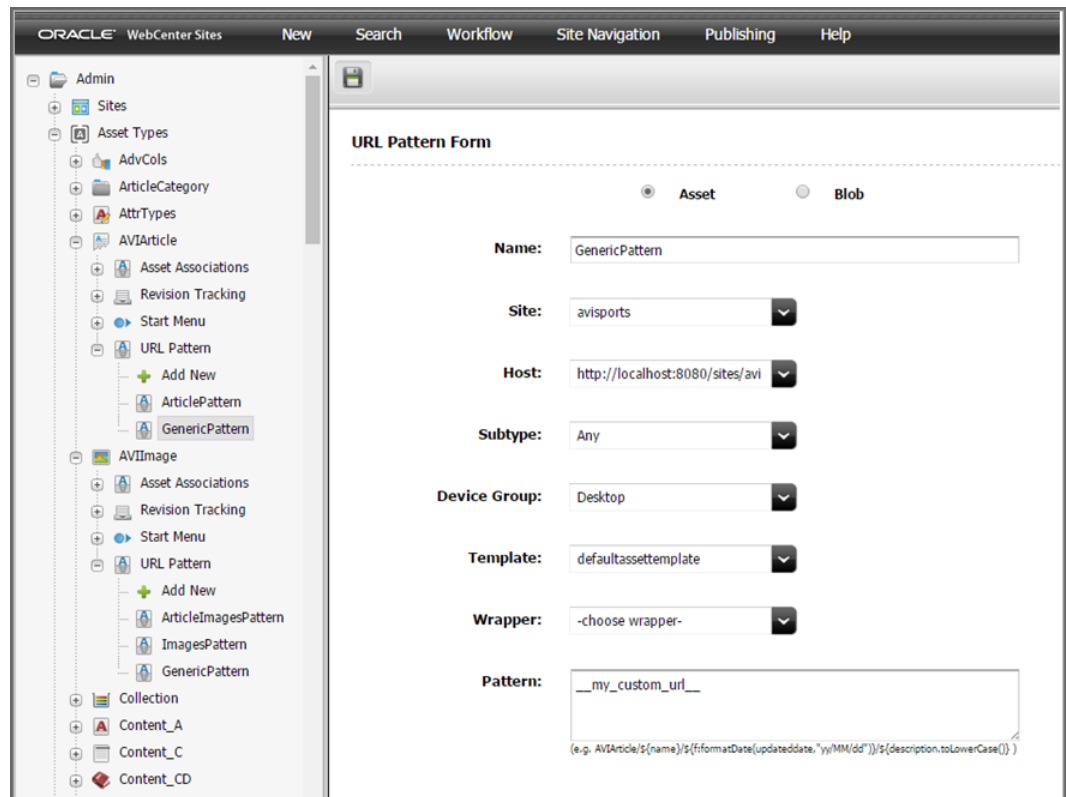 ORACLE WebCenter Sites New Search Workflow Site Navigation Publishing Help
Admin
Sites
Asset Types
AdvCols
ArticleCategory
AttrTypes
AVIArticle
Asset Associations
Revision Tracking
Start Menu
URL Pattern
Add New
ArticlePattern
GenericPattern
AVIImage
Asset Associations
Revision Tracking
Start Menu
URL Pattern
Add New
ArticleImagesPattern
ImagesPattern
GenericPattern
Collection
Content_A
Content_C
Content_CD
URL Pattern Form
Asset Blob
Name: GenericPattern
Site: avisports
Host: http://localhost:8080/sites/avi
Subtype: Any
Device Group: Desktop
Template: defaultassettemplate
Wrapper: -choose wrapper-
Pattern: __my_custom_url__
(e.g. AVIArticle/${name}/${f:formatDate(updateddate,"yy/MM/dd")}/${description.toLowerCase()} )